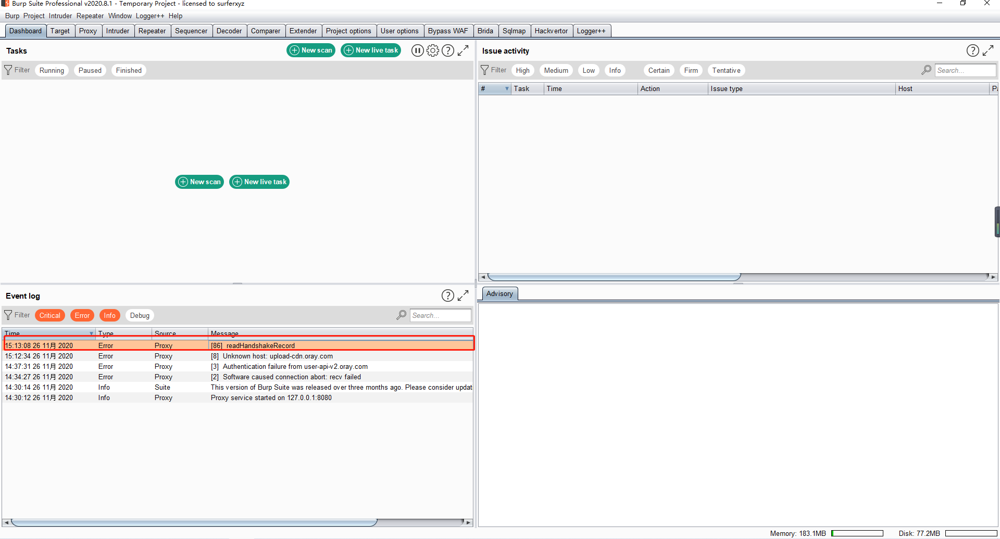 Burp Suite Professional v2020.8.1 - Temporary Project - licensed to surferxyz
Burp Project Intruder Repeater Window Logger++ Help
Dashboard Target Proxy Intruder Repeater Sequencer Decoder Comparer Extender Project options User options Bypass WAF Brida Sqlmap Hackvertor Logger++
Tasks
New scan New live task
Filter Running Paused Finished
New scan New live task
Issue activity
Filter High Medium Low Info Certain Firm Tentative Search...
# Task Time Action Issue type Host
Event log
Filter Critical Error Info Debug Search...
Time Type Source Message
15:13:08 26 11月 2020 Error Proxy [86] readHandshakeRecord
15:12:34 26 11月 2020 Error Proxy [8] Unknown host: upload-cdn.oray.com
14:37:31 26 11月 2020 Error Proxy [3] Authentication failure from user-api-v2.oray.com
14:34:27 26 11月 2020 Error Proxy [2] Software caused connection abort: recv failed
14:30:14 26 11月 2020 Info Suite This version of Burp Suite was released over three months ago. Please consider updat
14:30:12 26 11月 2020 Info Proxy Proxy service started on 127.0.0.1:8080
Advisory
Memory: 183.1MB Disk: 77.2MB